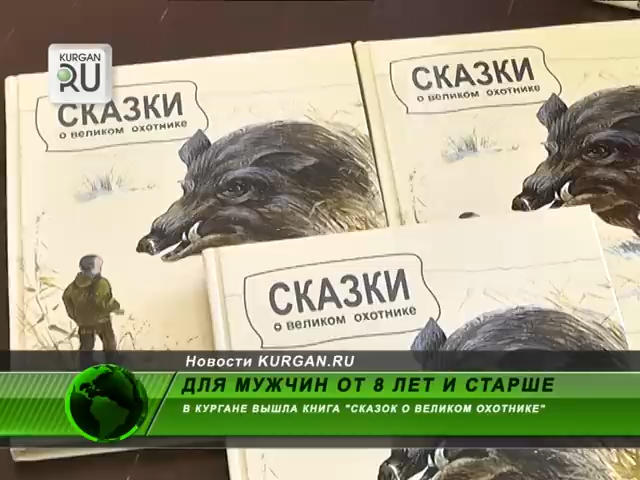 KURGAN
RU
СКАЗКИ
о великом охотнике
СКАЗКИ
о великом охотнике
СКАЗКИ
о великом охотнике
Новости KURGAN.RU
ДЛЯ МУЖЧИН ОТ 8 ЛЕТ И СТАРШЕ
В КУРГАНЕ ВЫШЛА КНИГА "СКАЗОК О ВЕЛИКОМ ОХОТНИКЕ"